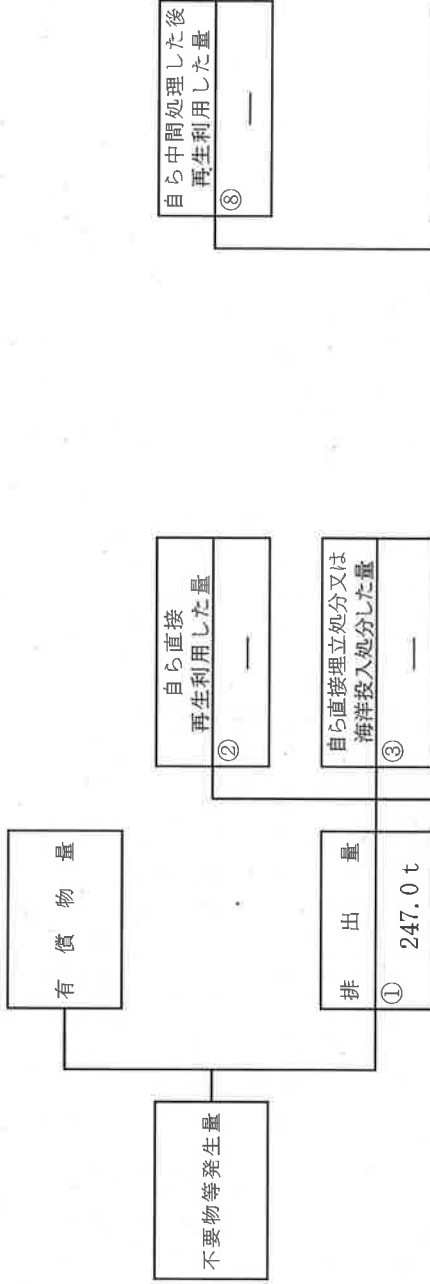 不要物等発生量
有償物量
排出量
①
247.0 t
自ら直接
再生利用した量
②
—
自ら直接埋立処分又は
海洋投入処分した量
③
—
自ら中間処理した後
再生利用した量
⑧
—